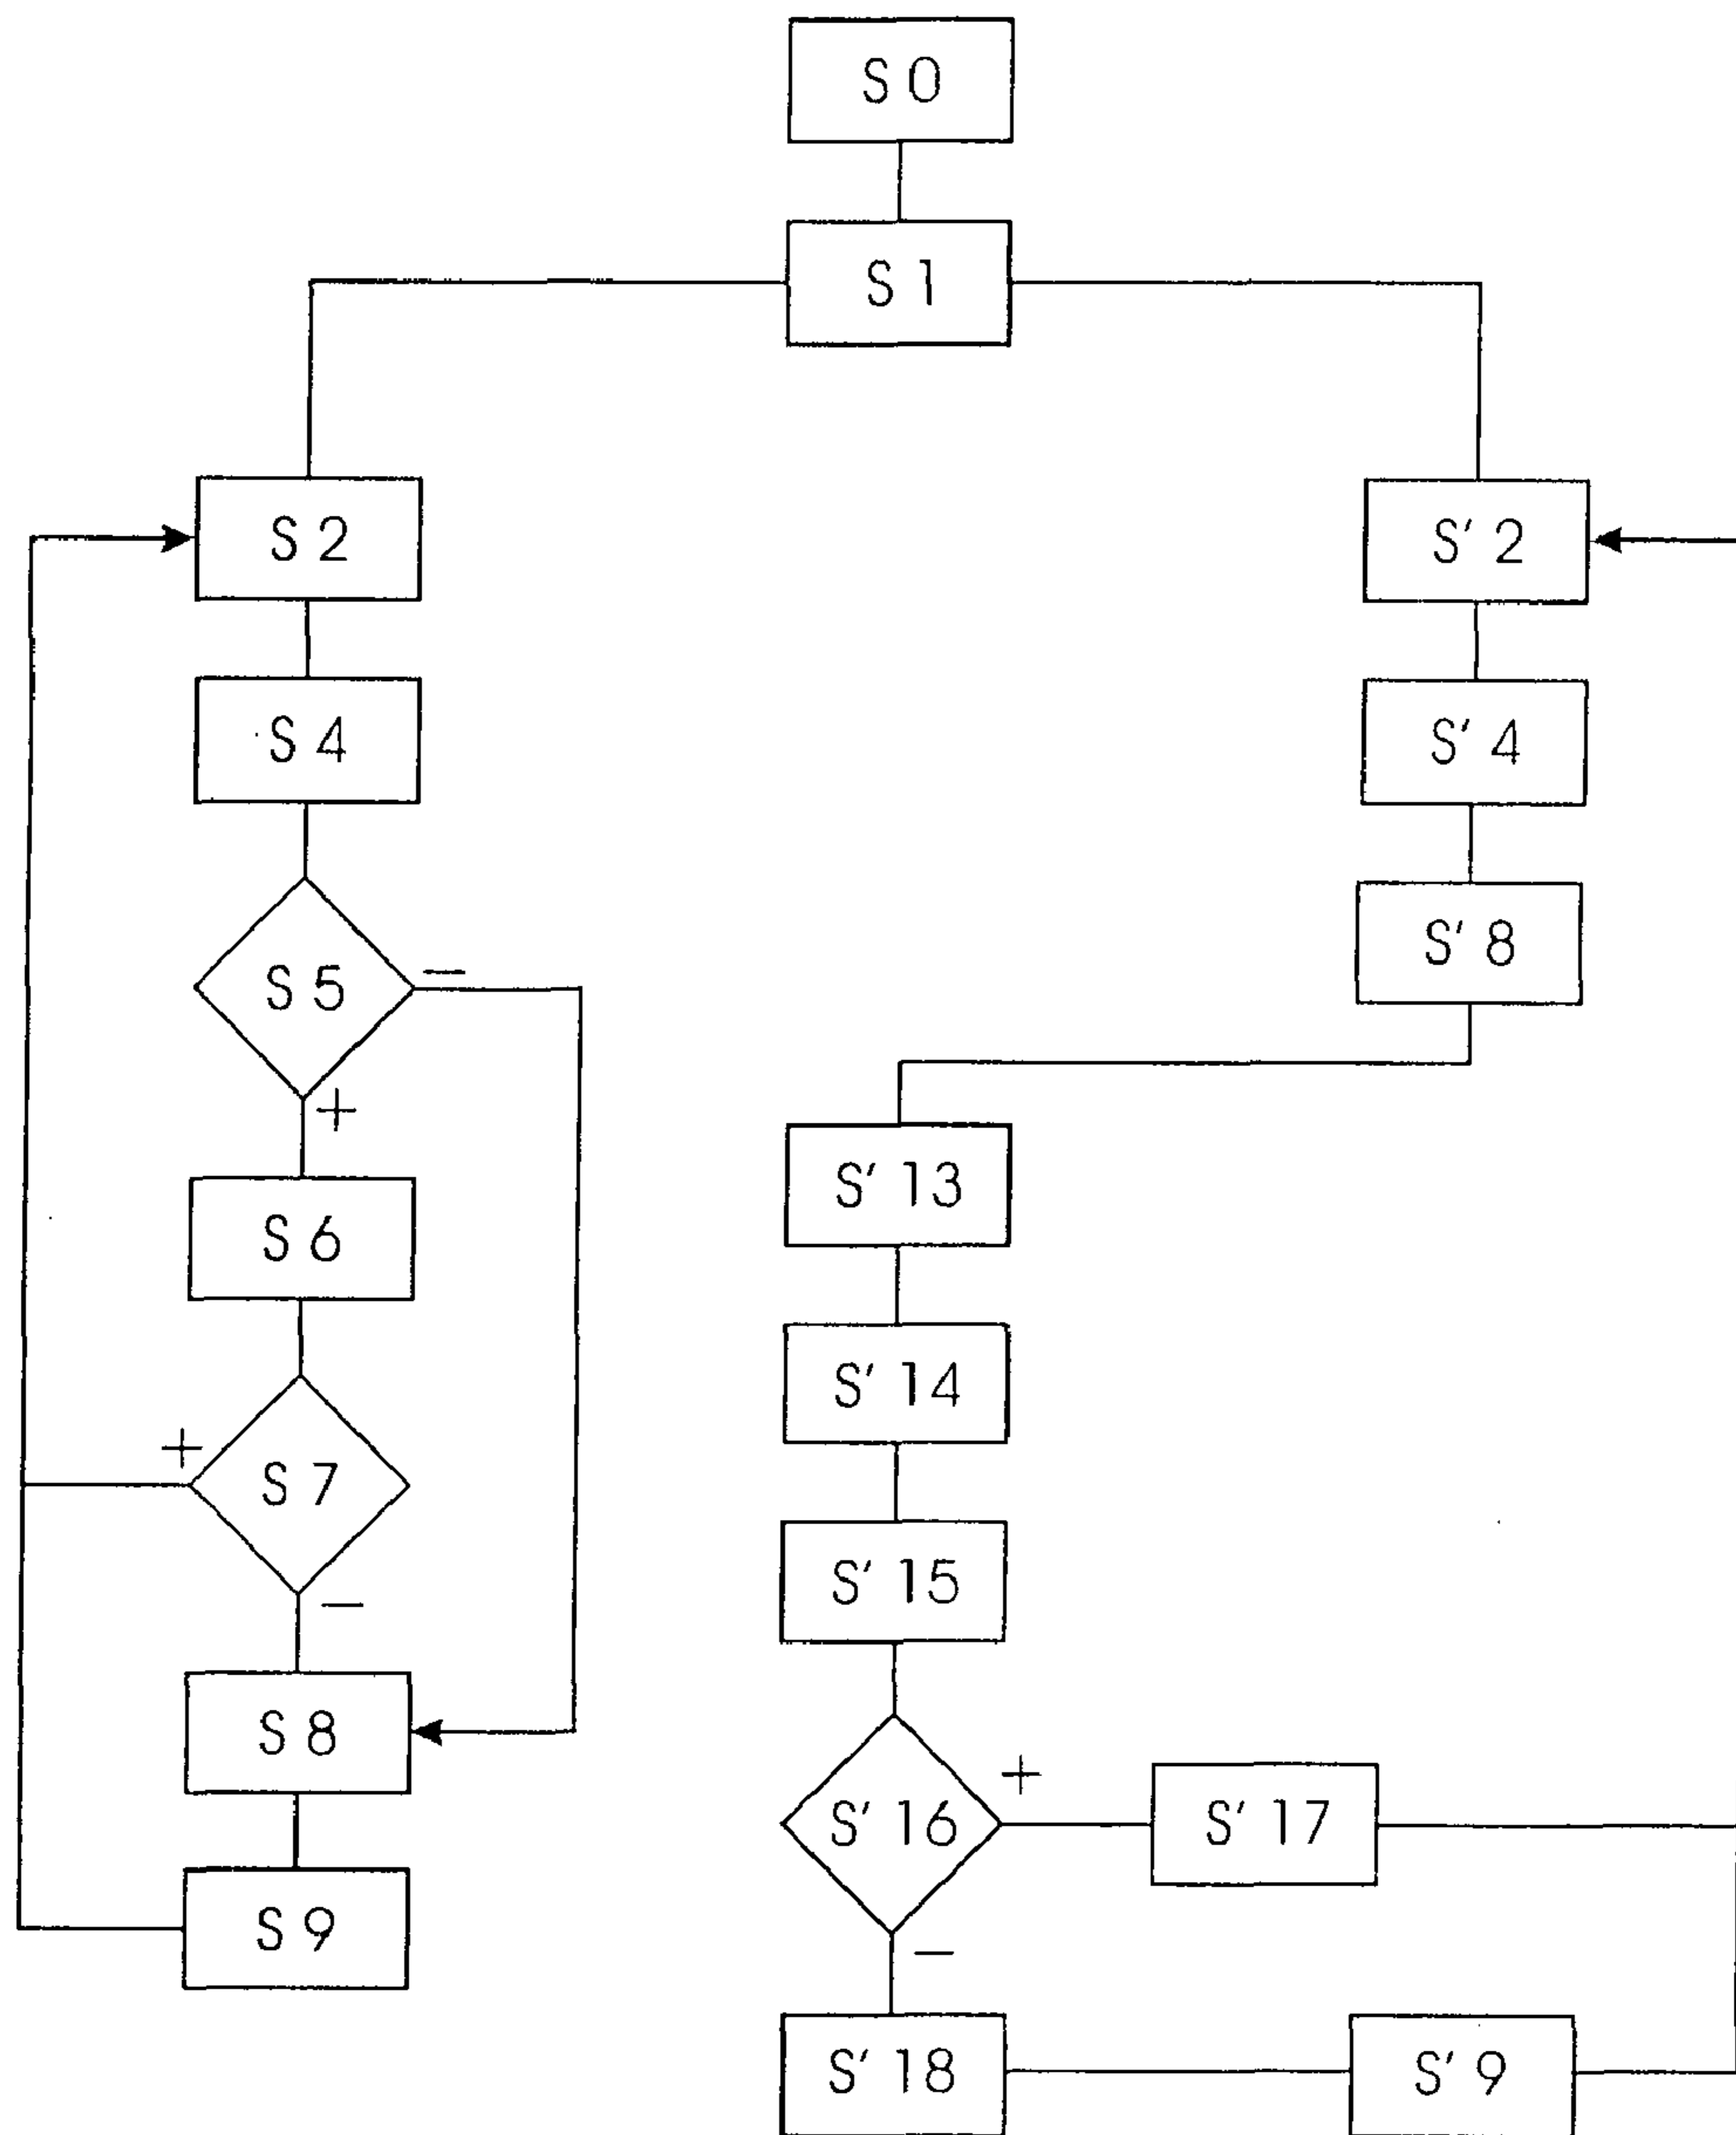 S 0
S 1
S 2
S' 2
S 4
S' 4
S' 8
S 5
−
+
S' 13
S 6
S' 14
+
S 7
S' 15
−
S 8
+
S' 16
S' 17
S 9
−
S' 18
S' 9